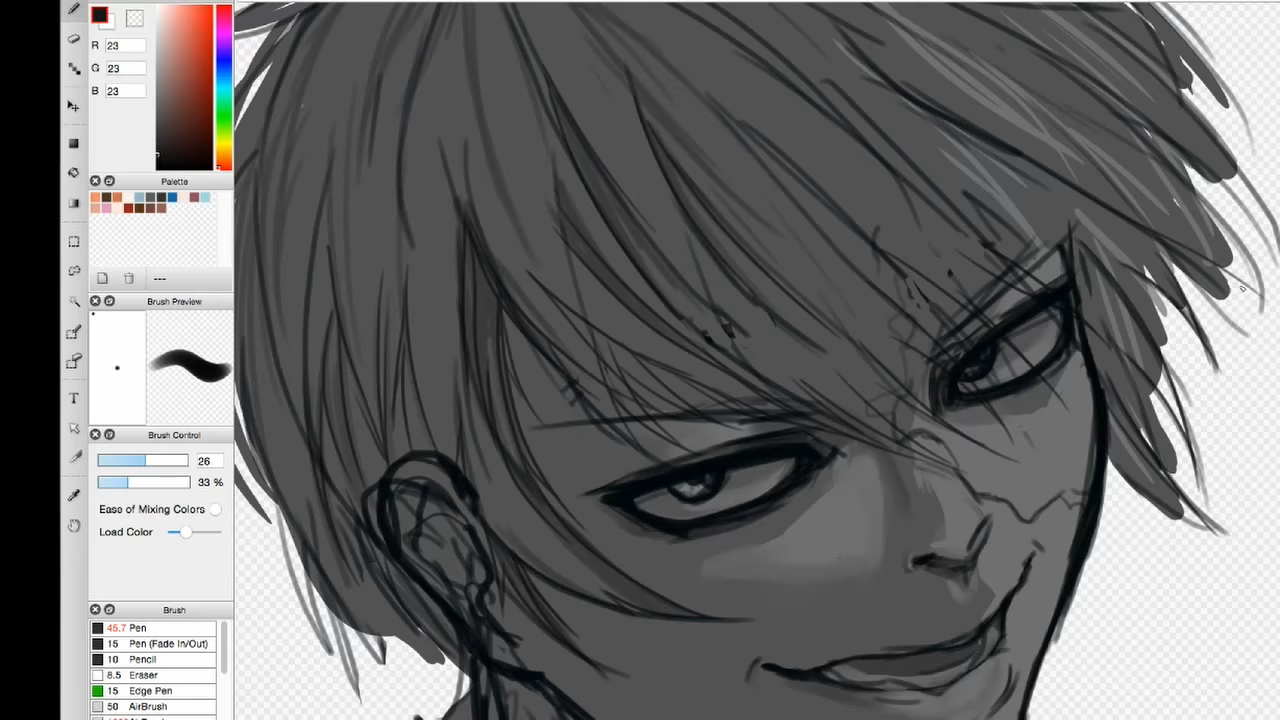 R 23
G 23
B 23
Palette
---
Brush Preview
Brush Control
26
33 %
Ease of Mixing Colors
Load Color
Brush
45.7 Pen
15 Pen (Fade In/Out)
10 Pencil
8.5 Eraser
15 Edge Pen
50 AirBrush
T